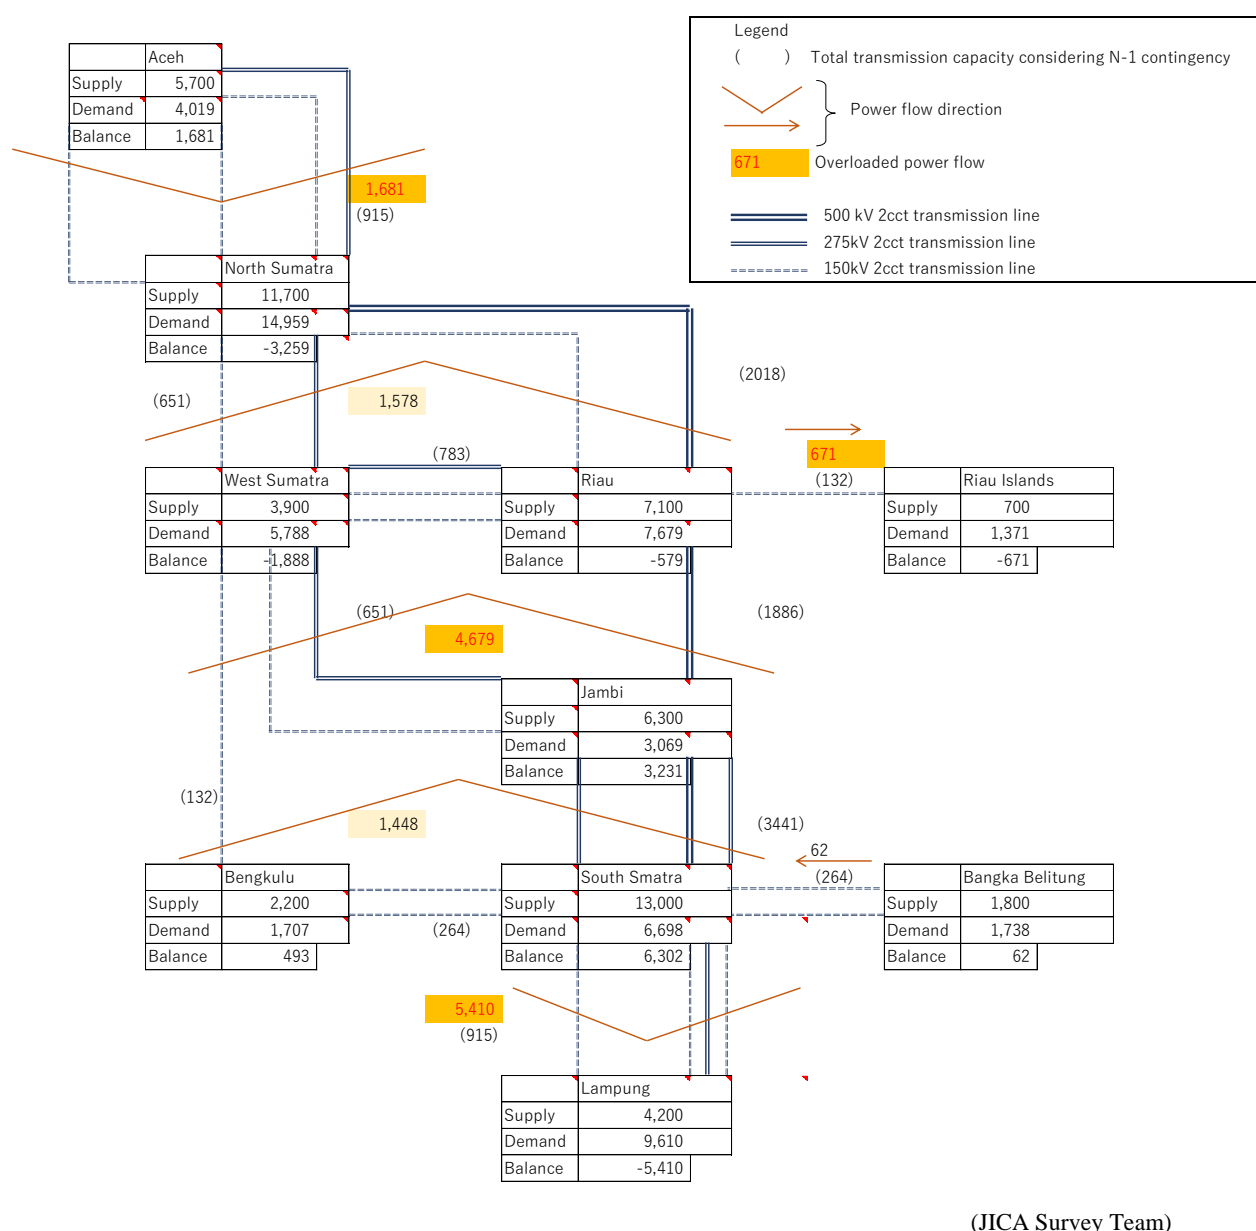 Legend
( ) Total transmission capacity considering N-1 contingency
Power flow direction
671 Overloaded power flow
500 kV 2cct transmission line
275kV 2cct transmission line
150kV 2cct transmission line
Aceh
Supply 5,700
Demand 4,019
Balance 1,681
1,681
(915)
North Sumatra
Supply 11,700
Demand 14,959
Balance -3,259
(2018)
(651)
1,578
(783)
671
(132)
West Sumatra
Supply 3,900
Demand 5,788
Balance -1,888
Riau
Supply 7,100
Demand 7,679
Balance -579
Riau Islands
Supply 700
Demand 1,371
Balance -671
(651)
(1886)
4,679
Jambi
Supply 6,300
Demand 3,069
Balance 3,231
(132)
1,448
(3441)
62
(264)
Bengkulu
Supply 2,200
Demand 1,707
Balance 493
(264)
South Smatra
Supply 13,000
Demand 6,698
Balance 6,302
Bangka Belitung
Supply 1,800
Demand 1,738
Balance 62
5,410
(915)
Lampung
Supply 4,200
Demand 9,610
Balance -5,410
(JICA Survey Team)